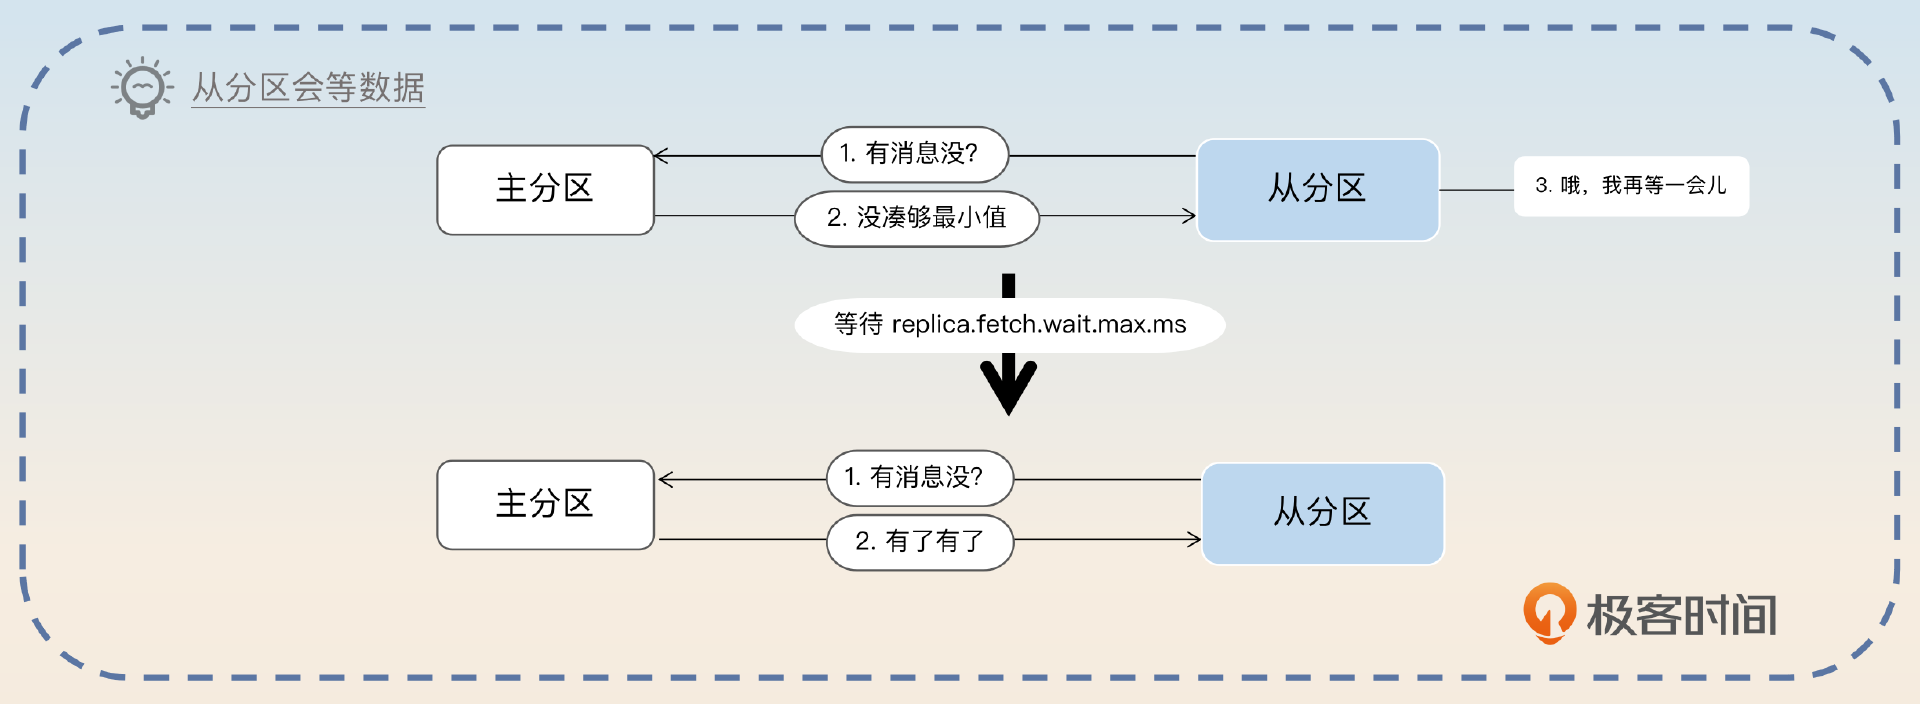 从分区会等数据
主分区
1. 有消息没?
2. 没凑够最小值
从分区
3. 哦，我再等一会儿
等待 replica.fetch.wait.max.ms
主分区
1. 有消息没?
2. 有了有了
从分区
极客时间